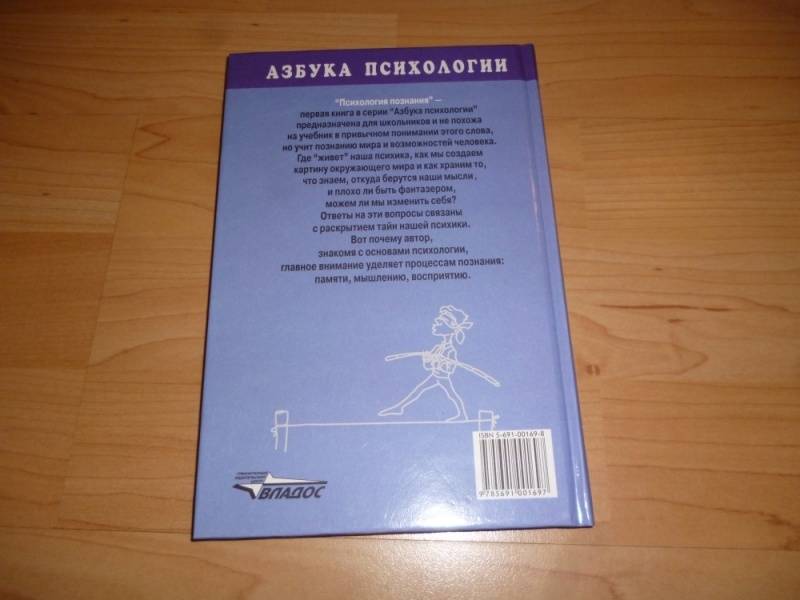 АЗБУКА ПСИХОЛОГИИ
"Психология познания" –
первая книга в серии "Азбука психологии"
предназначена для школьников и не похожа
на учебник в привычном понимании этого слова,
но учит познанию мира и возможностей человека.
Где "живет" наша психика, как мы создаем
картину окружающего мира и как храним то,
что знаем, откуда берутся наши мысли,
и плохо ли быть фантазером,
можем ли мы изменить себя?
Ответы на эти вопросы связаны
с раскрытием тайн нашей психики.
Вот почему автор,
знакомя с основами психологии,
главное внимание уделяет процессам познания:
памяти, мышлению, восприятию.
ISBN 5-691-00169-8
9 785691 001697
ВЛАДОС